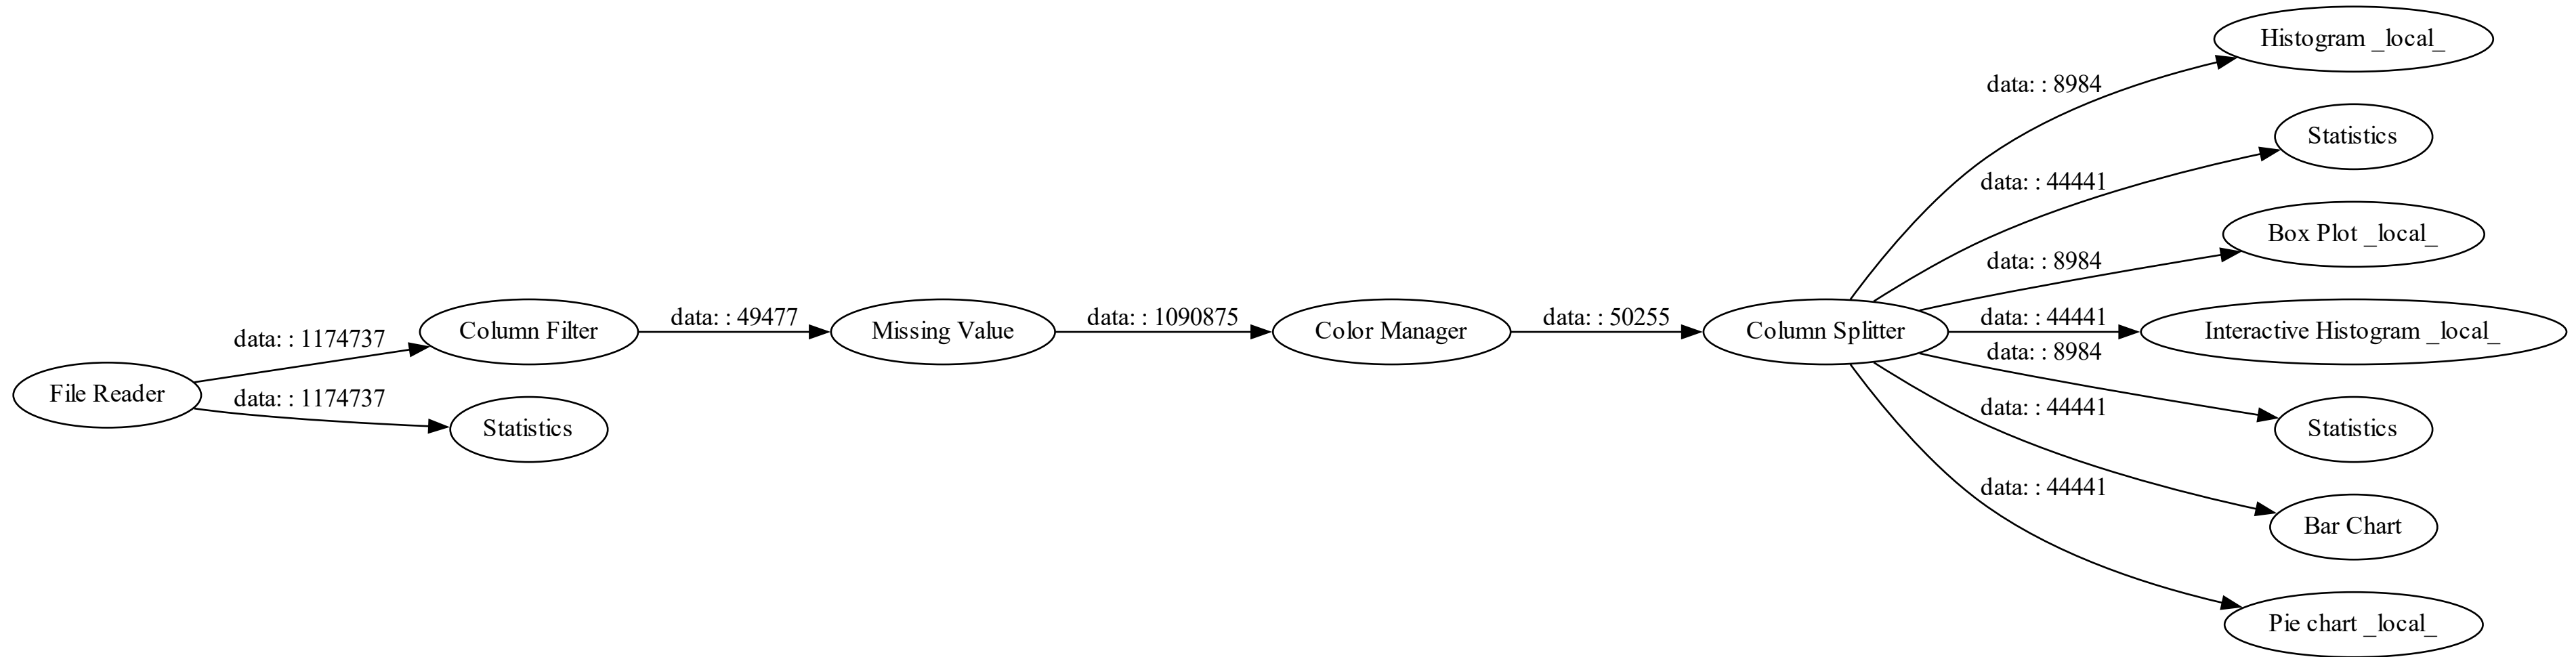 Histogram _local_
data: : 8984
Statistics
data: : 44441
Box Plot _local_
data: : 8984
File Reader
data: : 1174737
Column Filter
data: : 49477
Missing Value
data: : 1090875
Color Manager
data: : 50255
Column Splitter
data: : 44441
Interactive Histogram _local_
data: : 8984
data: : 1174737
Statistics
Statistics
data: : 44441
Bar Chart
data: : 44441
Pie chart _local_